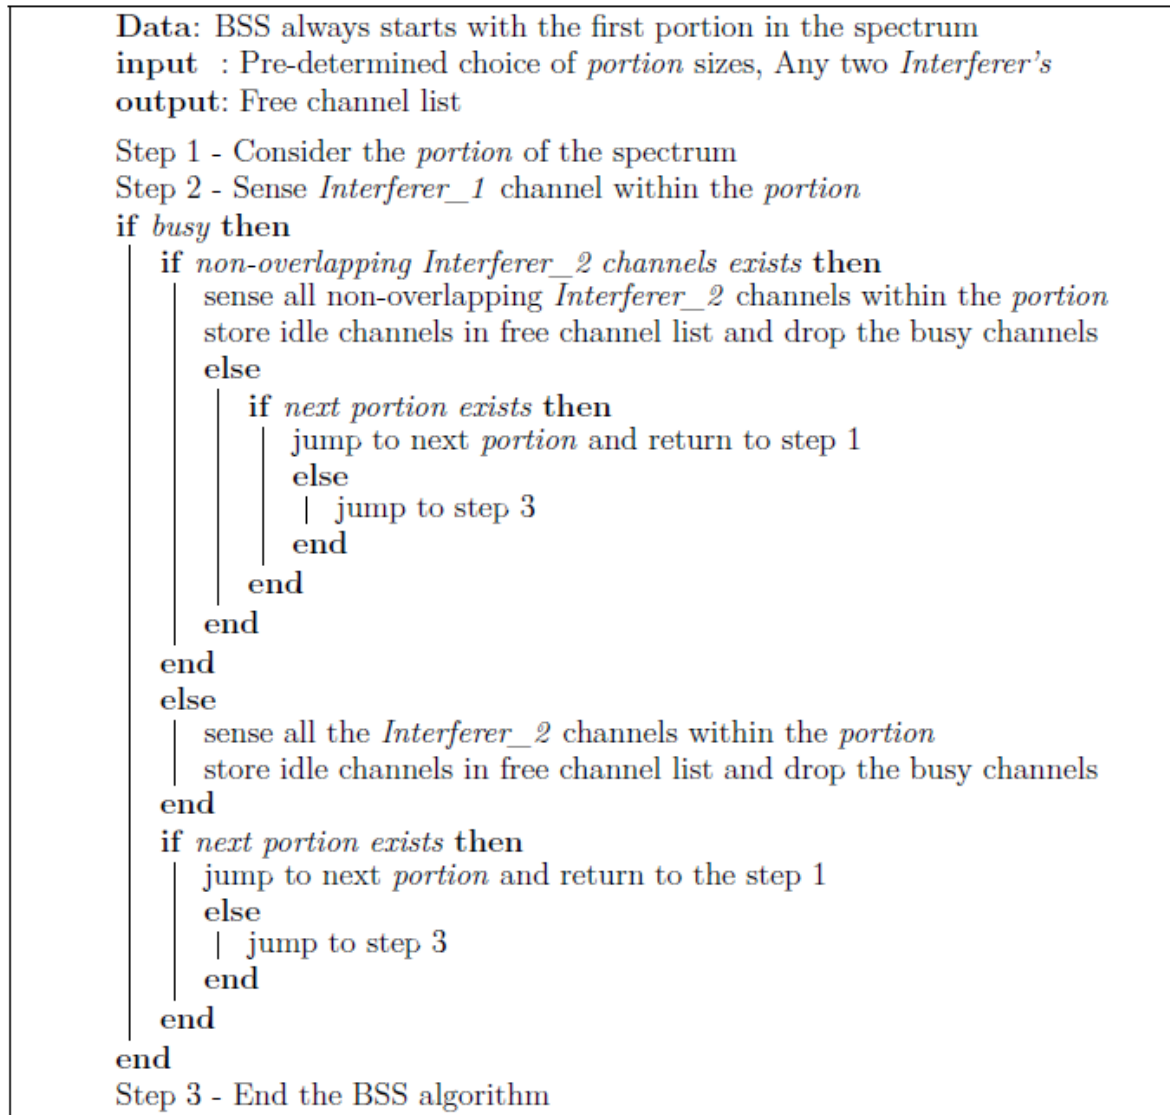 Data: BSS always starts with the first portion in the spectrum
input : Pre-determined choice of portion sizes, Any two Interferer's
output: Free channel list
Step 1 - Consider the portion of the spectrum
Step 2 - Sense Interferer_1 channel within the portion
if busy then
if non-overlapping Interferer_2 channels exists then
sense all non-overlapping Interferer_2 channels within the portion
store idle channels in free channel list and drop the busy channels
else
if next portion exists then
jump to next portion and return to step 1
else
jump to step 3
end
end
end
end
else
sense all the Interferer_2 channels within the portion
store idle channels in free channel list and drop the busy channels
end
if next portion exists then
jump to next portion and return to the step 1
else
jump to step 3
end
end
end
Step 3 - End the BSS algorithm